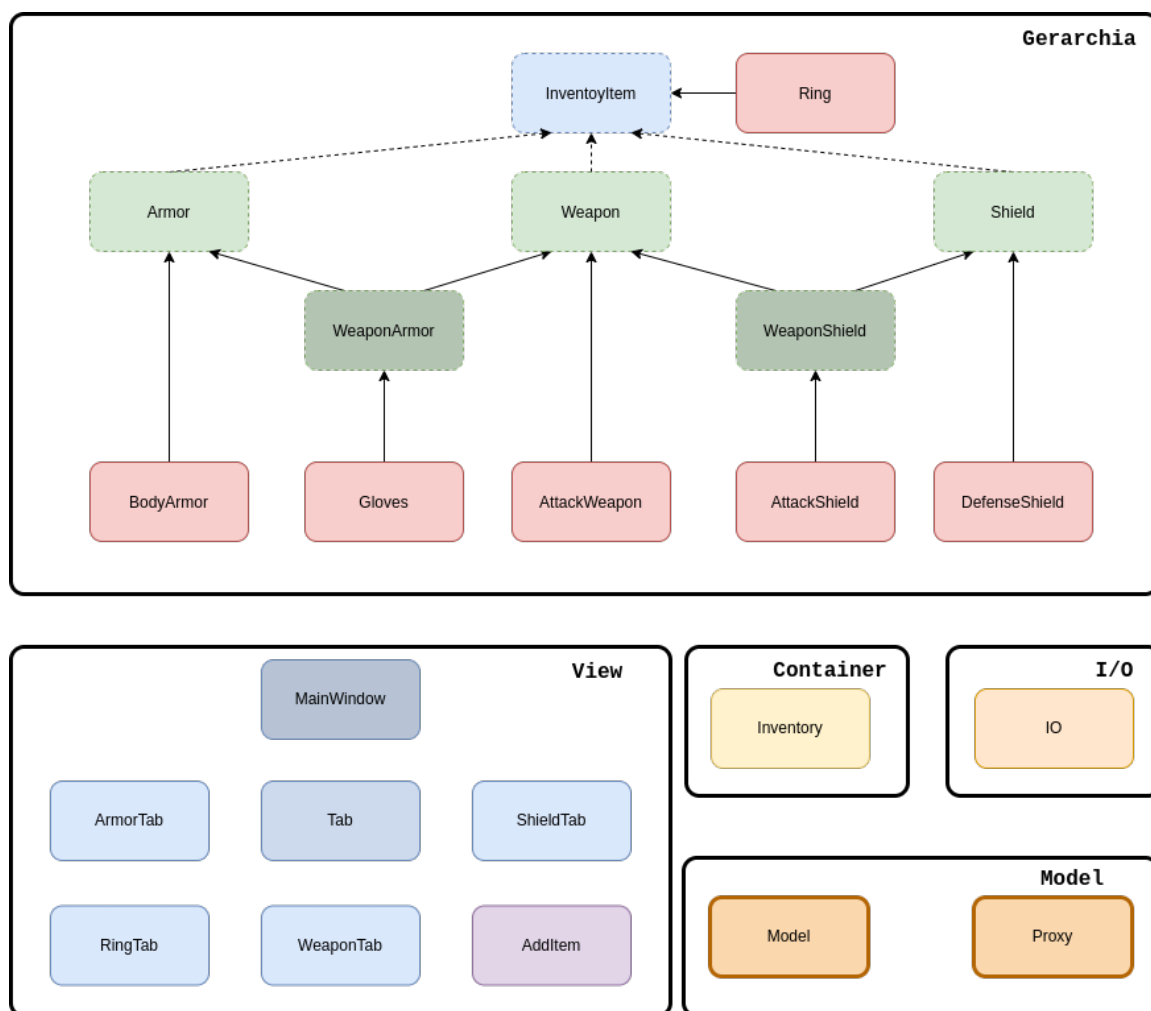 Gerarchia
InventoyItem
Ring
Armor
Weapon
Shield
WeaponArmor
WeaponShield
BodyArmor
Gloves
AttackWeapon
AttackShield
DefenseShield
View
MainWindow
ArmorTab
Tab
ShieldTab
RingTab
WeaponTab
AddItem
Container
Inventory
I/O
IO
Model
Model
Proxy